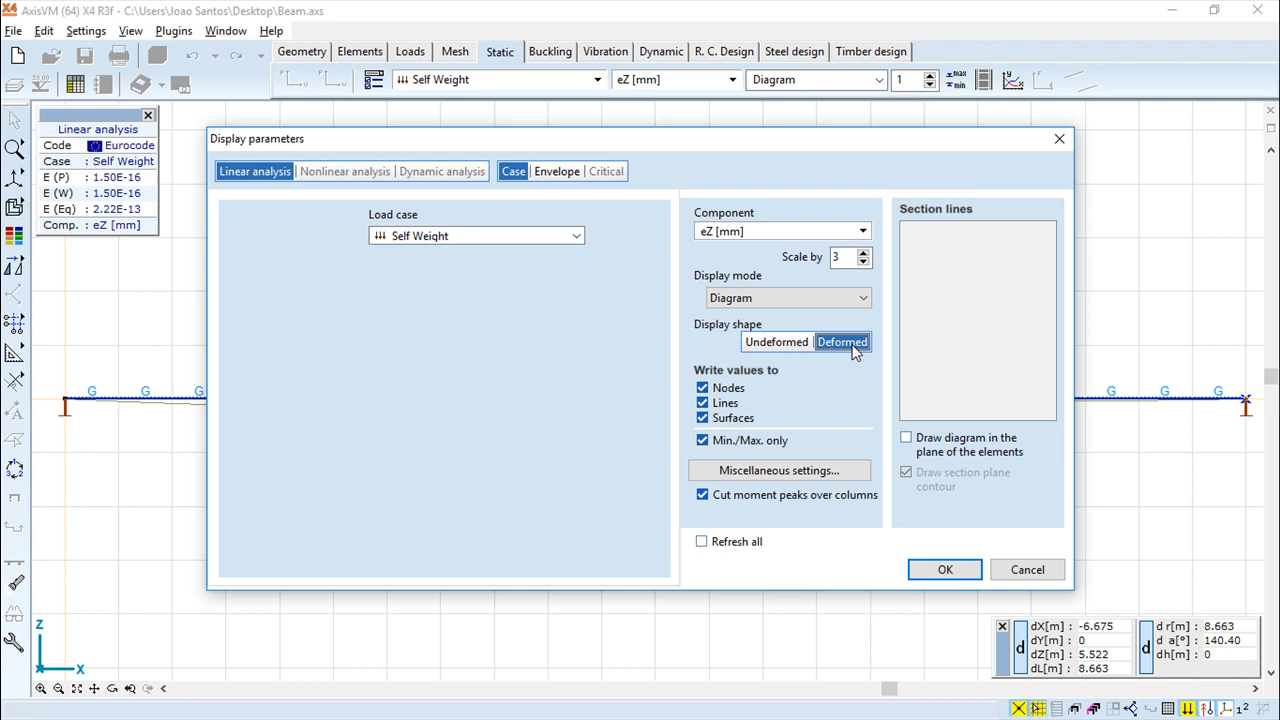 AxisVM (64) X4 R3f - C:\Users\Joao Santos\Desktop\Beam.axs
File Edit Settings View Plugins Window Help
Geometry Elements Loads Mesh Static Buckling Vibration Dynamic R. C. Design Steel design Timber design
Self Weight eZ [mm] Diagram 1 max min
Linear analysis
Code Eurocode
Case : Self Weight
E (P) : 1.50E-16
E (W) : 1.50E-16
E (Eq) : 2.22E-13
Comp. : eZ [mm]
Display parameters
Linear analysis Nonlinear analysis Dynamic analysis Case Envelope Critical
Load case
Self Weight
Component
eZ [mm]
Scale by 3
Display mode
Diagram
Display shape
Undeformed Deformed
Write values to
Nodes
Lines
Surfaces
Min./Max. only
Miscellaneous settings...
Cut moment peaks over columns
Refresh all
Section lines
Draw diagram in the
plane of the elements
Draw section plane
contour
OK Cancel
G G G G G G
Z
X
dX[m] : -6.675
dY[m] : 0
dZ[m] : 5.522
dL[m] : 8.663
d
d r[m] : 8.663
d a[°] : 140.40
dh[m] : 0
d